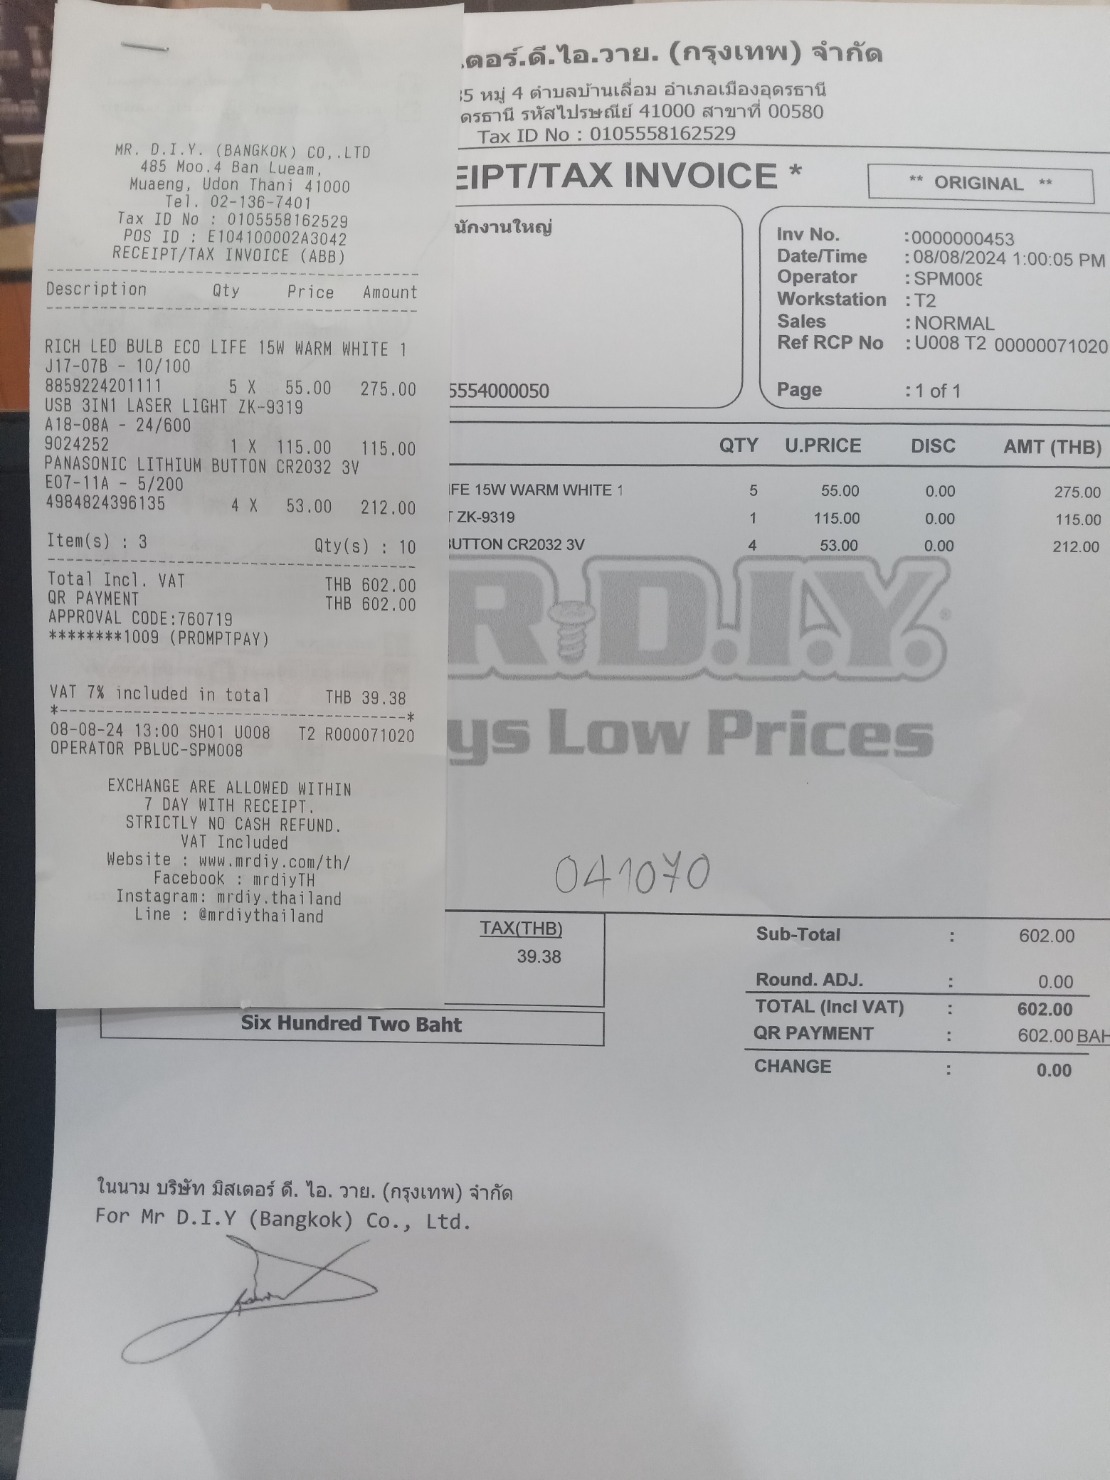 MR. D.I.Y. (BANGKOK) CO,.LTD
485 Moo.4 Ban Lueam,
Muaeng, Udon Thani 41000
Tel. 02-136-7401
Tax ID No : 0105558162529
POS ID : E104100002A3042
RECEIPT/TAX INVOICE (ABB)
Description Qty Price Amount
RICH LED BULB ECO LIFE 15W WARM WHITE 1
J17-07B - 10/100
8859224201111 5 X 55.00 275.00
USB 3IN1 LASER LIGHT ZK-9319
A18-08A - 24/600
9024252 1 X 115.00 115.00
PANASONIC LITHIUM BUTTON CR2032 3V
E07-11A - 5/200
4984824396135 4 X 53.00 212.00
Item(s) : 3 Qty(s) : 10
Total Incl. VAT THB 602.00
QR PAYMENT THB 602.00
APPROVAL CODE:760719
********1009 (PROMPTPAY)
VAT 7% included in total THB 39.38
*-----------------------------------*
08-08-24 13:00 SH01 U008 T2 R000071020
OPERATOR PBLUC-SPM008
EXCHANGE ARE ALLOWED WITHIN
7 DAY WITH RECEIPT.
STRICTLY NO CASH REFUND.
VAT Included
Website : www.mrdiy.com/th/
Facebook : mrdiyTH
Instagram: mrdiy.thailand
Line : @mrdiythailand
ตอร์.ดี.ไอ.วาย. (กรุงเทพ) จำกัด
35 หมู่ 4 ตำบลบ้านเลื่อม อำเภอเมืองอุดรธานี
ดรธานี รหัสไปรษณีย์ 41000 สาขาที่ 00580
Tax ID No : 0105558162529
EIPT/TAX INVOICE *
** ORIGINAL **
นักงานใหญ่
5554000050
Inv No. :0000000453
Date/Time :08/08/2024 1:00:05 PM
Operator :SPM008
Workstation :T2
Sales :NORMAL
Ref RCP No :U008 T2 00000071020
Page :1 of 1
QTY U.PRICE DISC AMT (THB)
IFE 15W WARM WHITE 1 5 55.00 0.00 275.00
T ZK-9319 1 115.00 0.00 115.00
BUTTON CR2032 3V 4 53.00 0.00 212.00
R.D.I.Y.
ys Low Prices
041070
TAX(THB)
39.38
Six Hundred Two Baht
Sub-Total : 602.00
Round. ADJ. : 0.00
TOTAL (Incl VAT) : 602.00
QR PAYMENT : 602.00 BAH
CHANGE : 0.00
ในนาม บริษัท มิสเตอร์ ดี. ไอ. วาย. (กรุงเทพ) จำกัด
For Mr D.I.Y (Bangkok) Co., Ltd.